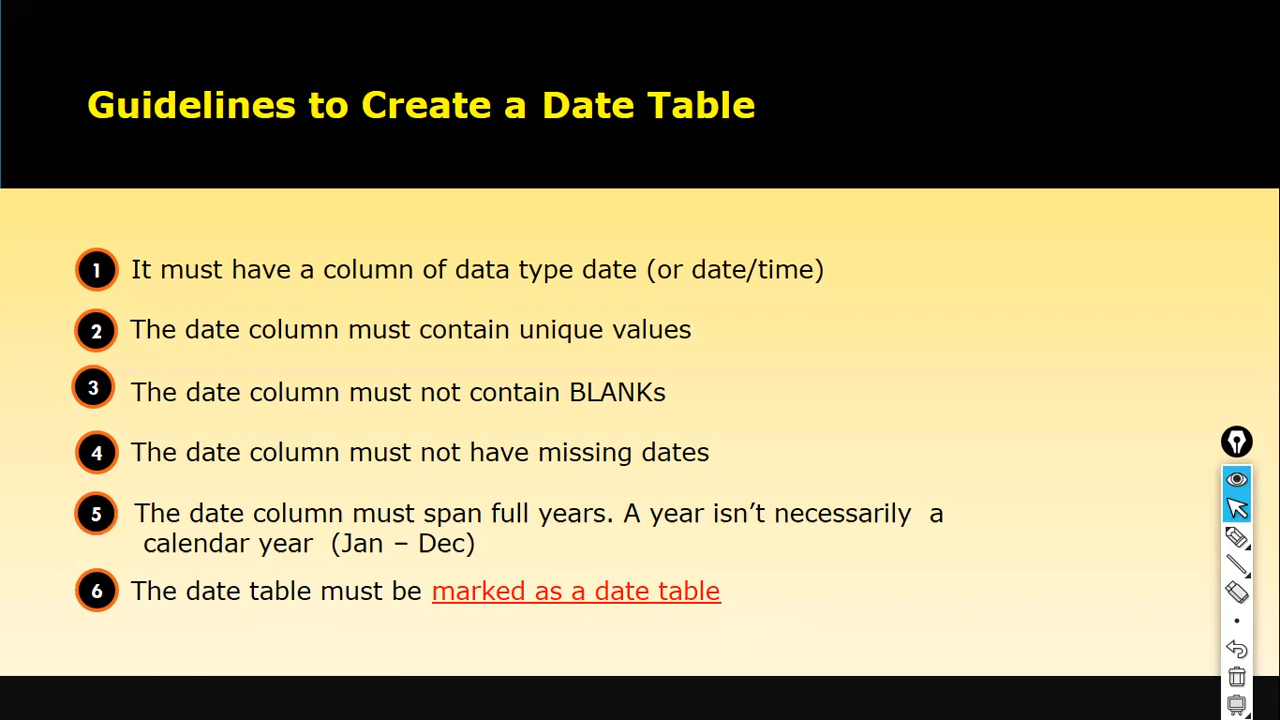 Guidelines to Create a Date Table
1 It must have a column of data type date (or date/time)
2 The date column must contain unique values
3 The date column must not contain BLANKs
4 The date column must not have missing dates
5 The date column must span full years. A year isn’t necessarily a
calendar year (Jan – Dec)
6 The date table must be marked as a date table